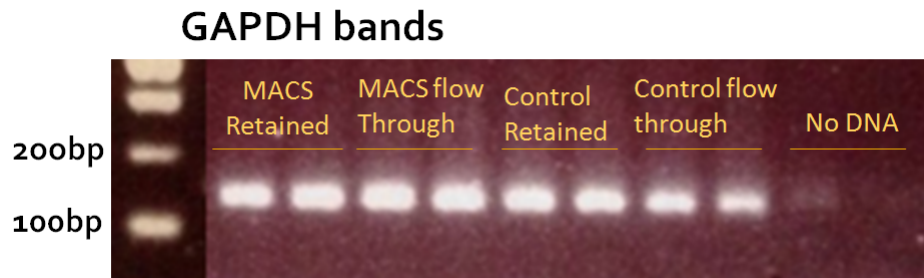 GAPDH bands
MACS
Retained
MACS flow
Through
Control
Retained
Control flow
through
No DNA
200bp
100bp